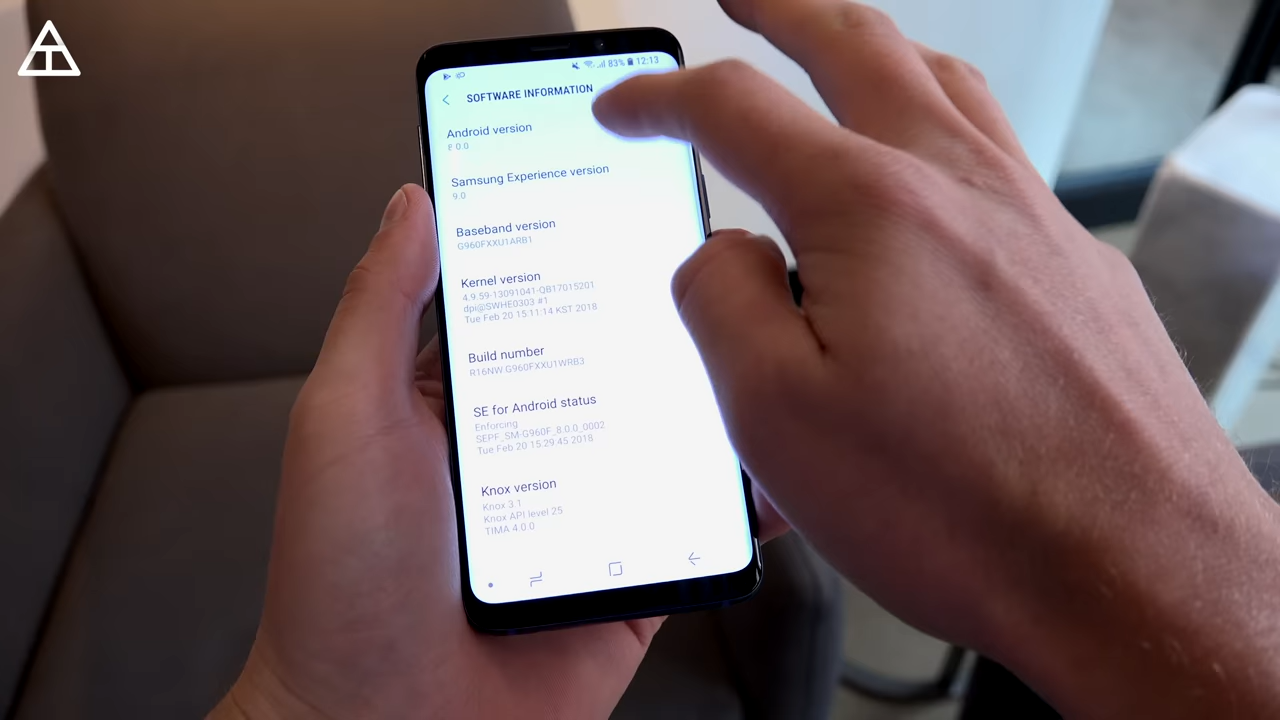 83% 12:13
SOFTWARE INFORMATION
Android version
8.0.0
Samsung Experience version
9.0
Baseband version
G960FXXU1ARB1
Kernel version
4.9.59-13091041-QB17015201
dpi@SWHE0303 #1
Tue Feb 20 15:11:14 KST 2018
Build number
R16NW.G960FXXU1WRB3
SE for Android status
Enforcing
SEPF_SM-G960F_8.0.0_0002
Tue Feb 20 15:29:45 2018
Knox version
Knox 3.1
Knox API level 25
TIMA 4.0.0